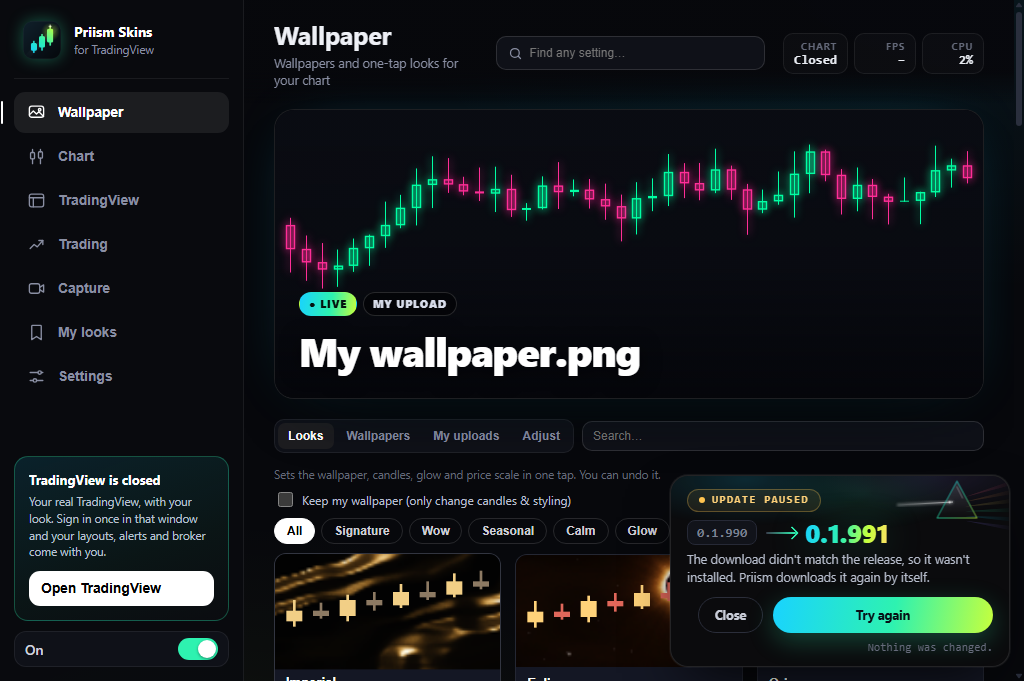 Priism Skins
for TradingView
Wallpaper
Chart
TradingView
Trading
Capture
My looks
Settings
TradingView is closed
Your real TradingView, with your
look. Sign in once in that window
and your layouts, alerts and broker
come with you.
Open TradingView
On
Wallpaper
Wallpapers and one-tap looks for
your chart
Find any setting...
CHART
Closed
FPS
–
CPU
2%
• LIVE
MY UPLOAD
My wallpaper.png
Looks
Wallpapers
My uploads
Adjust
Search...
Sets the wallpaper, candles, glow and price scale in one tap. You can undo it.
Keep my wallpaper (only change candles & styling)
All
Signature
Wow
Seasonal
Calm
Glow
Imperial
UPDATE PAUSED
0.1.990
0.1.991
The download didn't match the release, so it wasn't
installed. Priism downloads it again by itself.
Close
Try again
Nothing was changed.